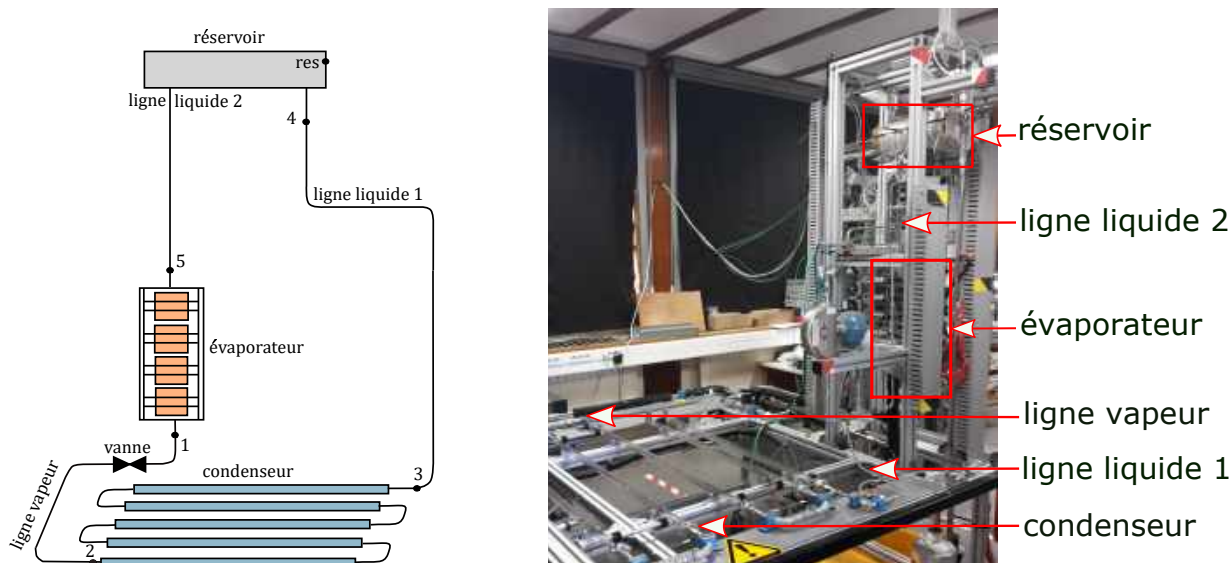 réservoir
res
ligne liquide 2
4
ligne liquide 1
5
évaporateur
vanne
1
condenseur
3
ligne vapeur
2
réservoir
ligne liquide 2
évaporateur
ligne vapeur
ligne liquide 1
condenseur